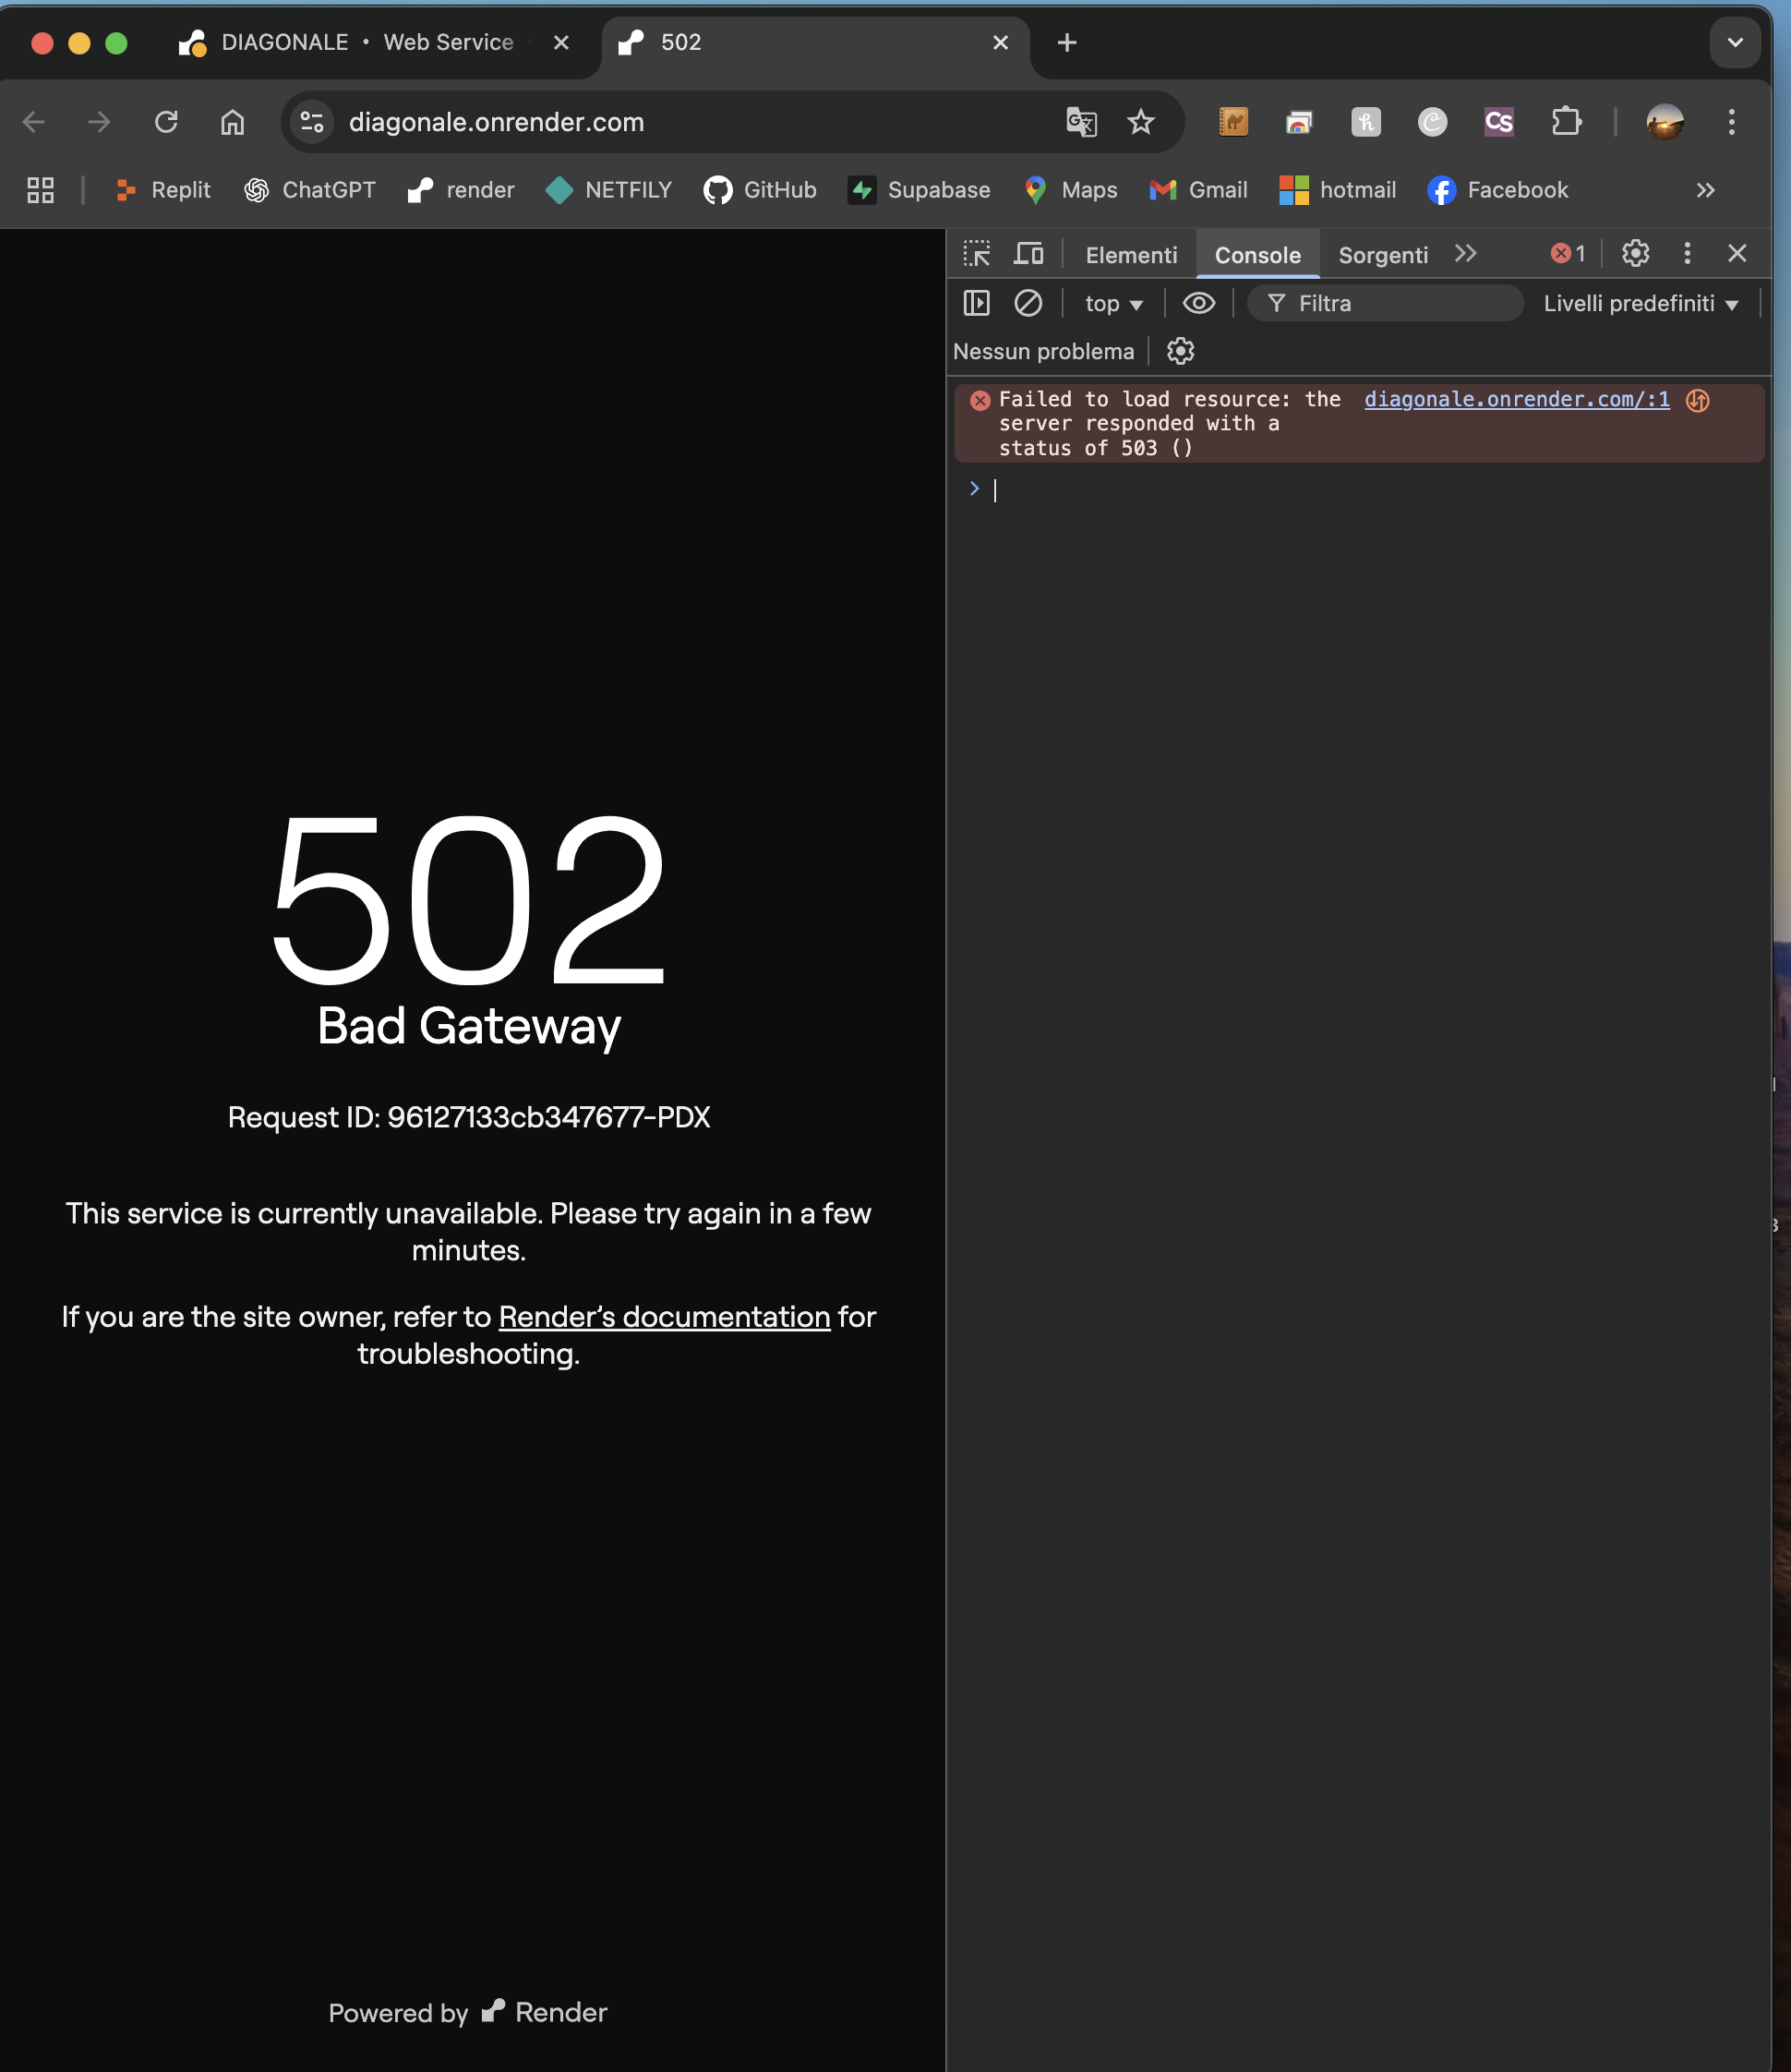 DIAGONALE • Web Service
502
diagonale.onrender.com
CS
Replit
ChatGPT
render
NETFILY
GitHub
Supabase
Maps
Gmail
hotmail
Facebook
Elementi
Console
Sorgenti
1
top
Filtra
Livelli predefiniti
Nessun problema
Failed to load resource: the diagonale.onrender.com/:1
server responded with a
status of 503 ()
502
Bad Gateway
Request ID: 96127133cb347677-PDX
This service is currently unavailable. Please try again in a few
minutes.
If you are the site owner, refer to Render's documentation for
troubleshooting.
Powered by Render